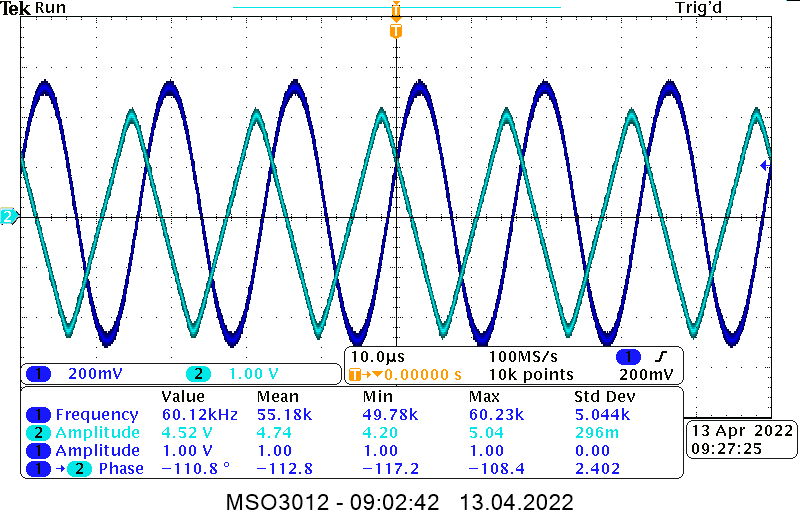 Tek Run Trig'd
T
T
2
10.0µs 100MS/s 1
1 200mV 2 1.00 V T 0.00000 s 10k points 200mV
Value Mean Min Max Std Dev
1 Frequency 60.12kHz 55.18k 49.78k 60.23k 5.044k
2 Amplitude 4.52 V 4.74 4.20 5.04 296m
1 Amplitude 1.00 V 1.00 1.00 1.00 0.00
1 → 2 Phase −110.8 ° −112.8 −117.2 −108.4 2.402
13 Apr 2022
09:27:25
MSO3012 - 09:02:42 13.04.2022